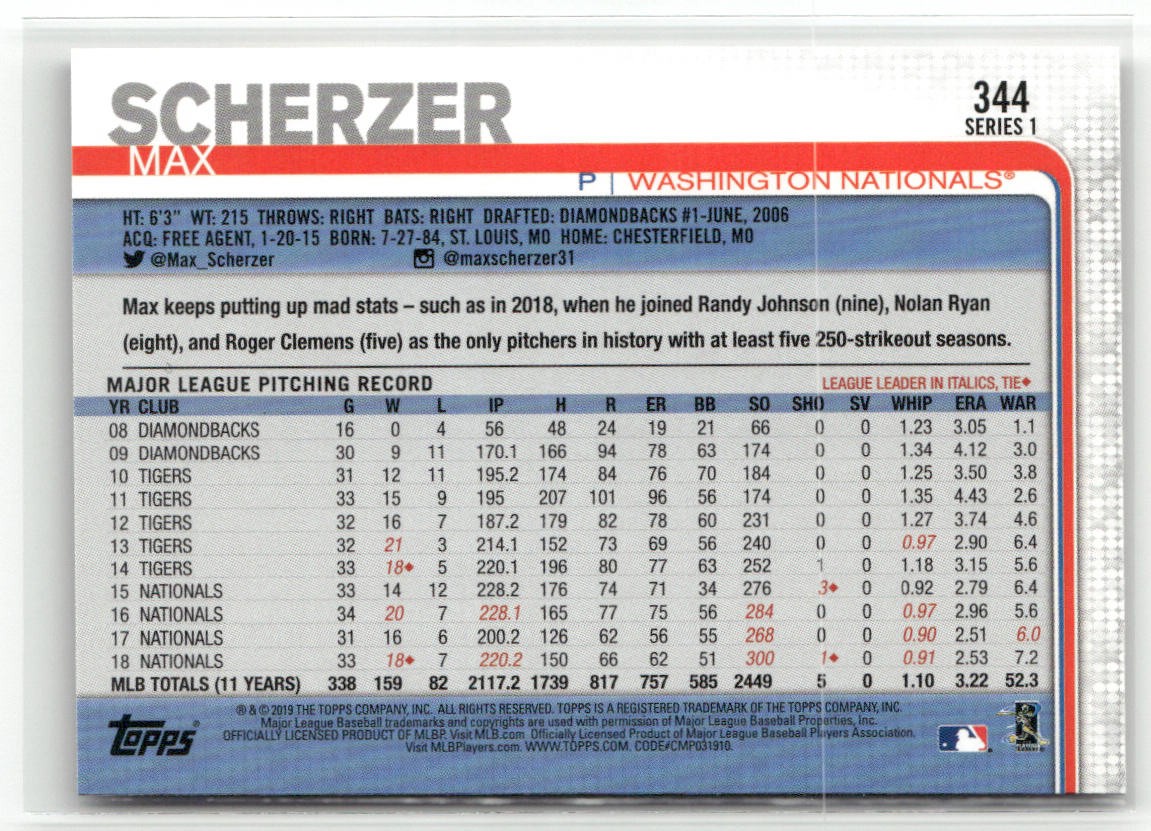 SCHERZER
MAX
344
SERIES 1
P | WASHINGTON NATIONALS®
HT: 6'3" WT: 215 THROWS: RIGHT BATS: RIGHT DRAFTED: DIAMONDBACKS #1-JUNE, 2006
ACQ: FREE AGENT, 1-20-15 BORN: 7-27-84, ST. LOUIS, MO HOME: CHESTERFIELD, MO
@Max_Scherzer @maxscherzer31
Max keeps putting up mad stats – such as in 2018, when he joined Randy Johnson (nine), Nolan Ryan
(eight), and Roger Clemens (five) as the only pitchers in history with at least five 250-strikeout seasons.
MAJOR LEAGUE PITCHING RECORD LEAGUE LEADER IN ITALICS, TIE♦
YR CLUB G W L IP H R ER BB SO SHO SV WHIP ERA WAR
08 DIAMONDBACKS 16 0 4 56 48 24 19 21 66 0 0 1.23 3.05 1.1
09 DIAMONDBACKS 30 9 11 170.1 166 94 78 63 174 0 0 1.34 4.12 3.0
10 TIGERS 31 12 11 195.2 174 84 76 70 184 0 0 1.25 3.50 3.8
11 TIGERS 33 15 9 195 207 101 96 56 174 0 0 1.35 4.43 2.6
12 TIGERS 32 16 7 187.2 179 82 78 60 231 0 0 1.27 3.74 4.6
13 TIGERS 32 21 3 214.1 152 73 69 56 240 0 0 0.97 2.90 6.4
14 TIGERS 33 18♦ 5 220.1 196 80 77 63 252 1 0 1.18 3.15 5.6
15 NATIONALS 33 14 12 228.2 176 74 71 34 276 3♦ 0 0.92 2.79 6.4
16 NATIONALS 34 20 7 228.1 165 77 75 56 284 0 0 0.97 2.96 5.6
17 NATIONALS 31 16 6 200.2 126 62 56 55 268 0 0 0.90 2.51 6.0
18 NATIONALS 33 18♦ 7 220.2 150 66 62 51 300 1♦ 0 0.91 2.53 7.2
MLB TOTALS (11 YEARS) 338 159 82 2117.2 1739 817 757 585 2449 5 0 1.10 3.22 52.3
® & © 2019 THE TOPPS COMPANY, INC. ALL RIGHTS RESERVED. TOPPS IS A REGISTERED TRADEMARK OF THE TOPPS COMPANY, INC.
Major League Baseball trademarks and copyrights are used with permission of Major League Baseball Properties, Inc.
OFFICIALLY LICENSED PRODUCT OF MLBP. Visit MLB.com Officially Licensed Product of Major League Baseball Players Association.
Visit MLBPlayers.com. WWW.TOPPS.COM. CODE#CMP031910.
Topps®